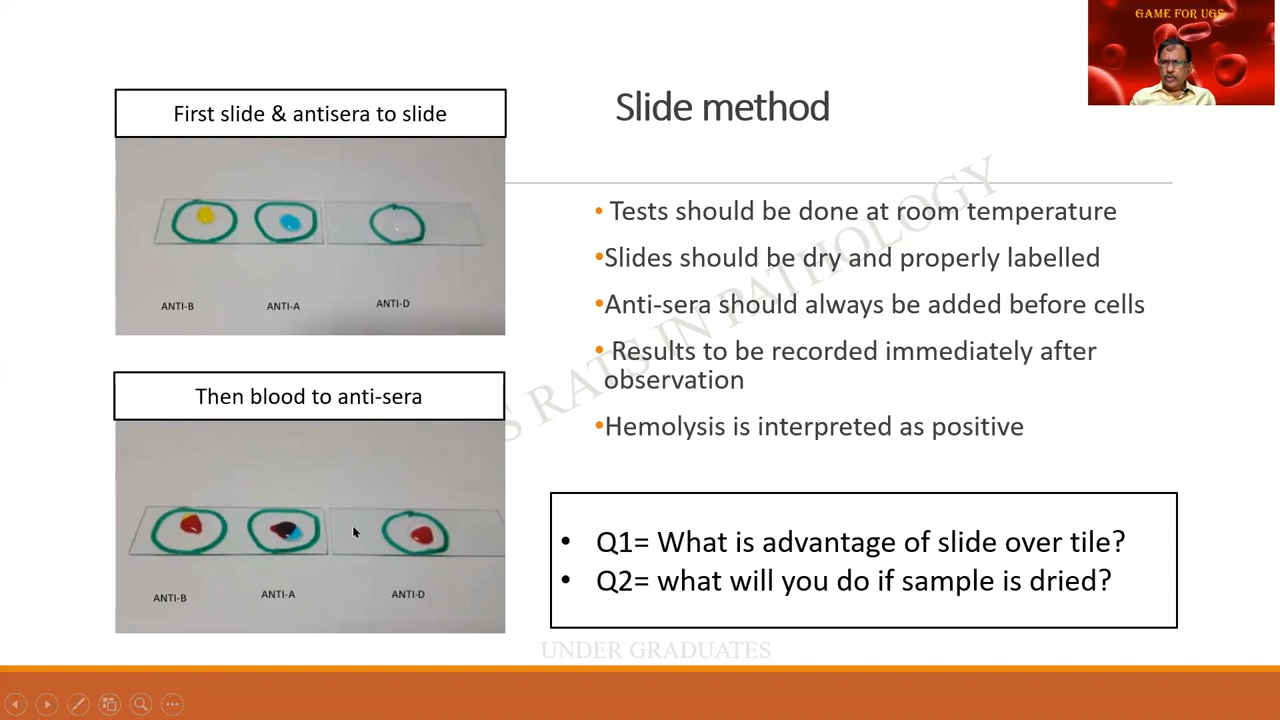 GAME FOR UGS
First slide & antisera to slide
Slide method
ANTI-B
ANTI-A
ANTI-D
• Tests should be done at room temperature
•Slides should be dry and properly labelled
•Anti-sera should always be added before cells
• Results to be recorded immediately after
observation
•Hemolysis is interpreted as positive
Then blood to anti-sera
ANTI-B
ANTI-A
ANTI-D
• Q1= What is advantage of slide over tile?
• Q2= what will you do if sample is dried?
RATS IN PATHOLOGY
UNDER GRADUATES